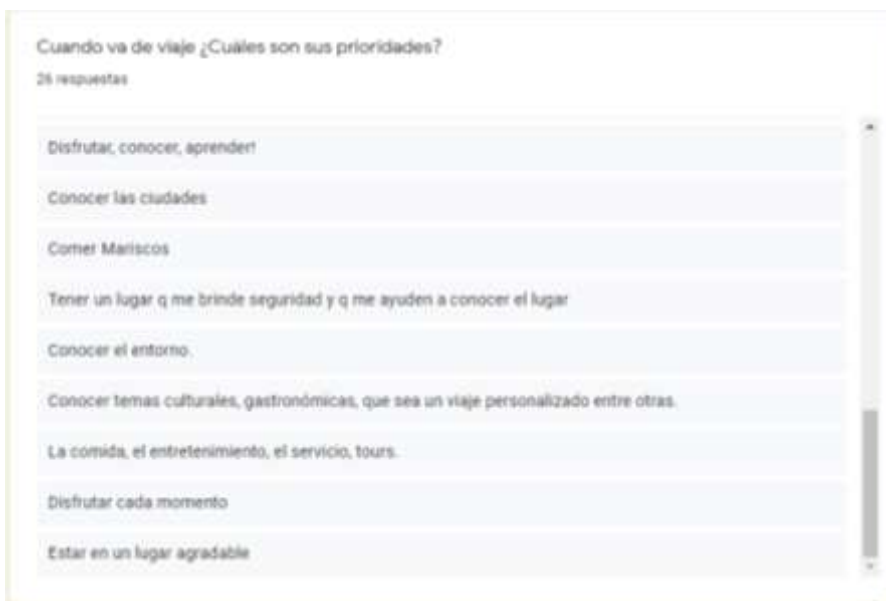 Cuando va de viaje ¿Cuáles son sus prioridades?
26 respuestas
Disfrutar, conocer, aprender!
Conocer las ciudades
Comer Mariscos
Tener un lugar q me brinde seguridad y q me ayuden a conocer el lugar
Conocer el entorno.
Conocer temas culturales, gastronómicas, que sea un viaje personalizado entre otras.
La comida, el entretenimiento, el servicio, tours.
Disfrutar cada momento
Estar en un lugar agradable